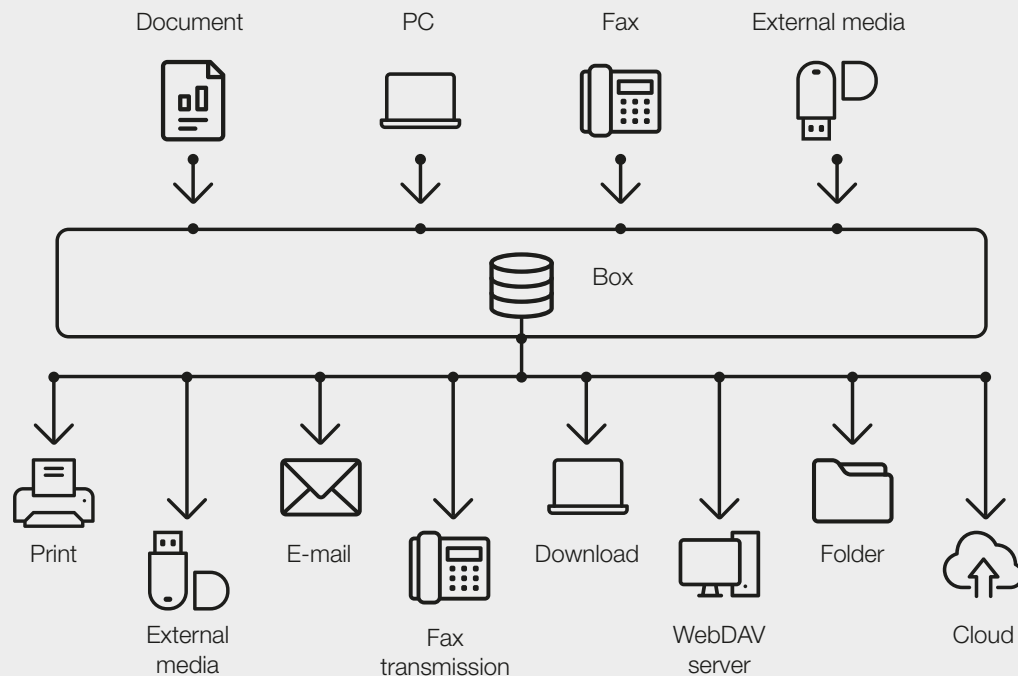 Document
PC
Fax
External media
Box
Print
E-mail
Download
Folder
External
media
Fax
transmission
WebDAV
server
Cloud